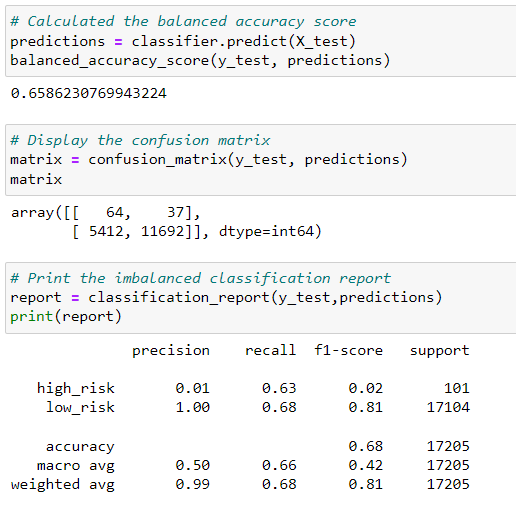 # Calculated the balanced accuracy score
predictions = classifier.predict(X_test)
balanced_accuracy_score(y_test, predictions)
0.6586230769943224
# Display the confusion matrix
matrix = confusion_matrix(y_test, predictions)
matrix
array([[   64,    37],
       [ 5412, 11692]], dtype=int64)
# Print the imbalanced classification report
report = classification_report(y_test,predictions)
print(report)
              precision    recall  f1-score   support
   high_risk       0.01      0.63      0.02       101
    low_risk       1.00      0.68      0.81     17104
    accuracy                           0.68     17205
   macro avg       0.50      0.66      0.42     17205
weighted avg       0.99      0.68      0.81     17205